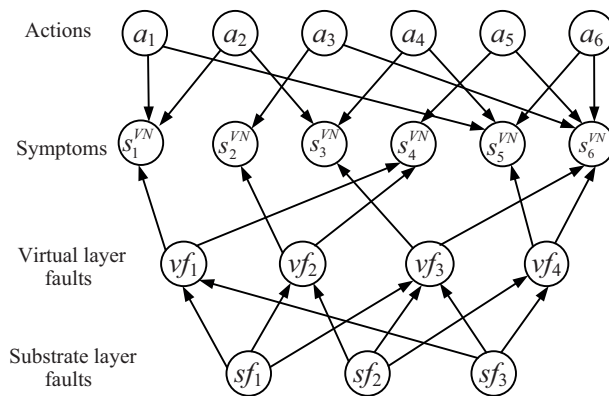 Actions a₁ a₂ a₃ a₄ a₅ a₆
Symptoms s₁ⱽᴺ s₂ⱽᴺ s₃ⱽᴺ s₄ⱽᴺ s₅ⱽᴺ s₆ⱽᴺ
Virtual layer
faults
vf₁ vf₂ vf₃ vf₄
Substrate layer
faults
sf₁ sf₂ sf₃